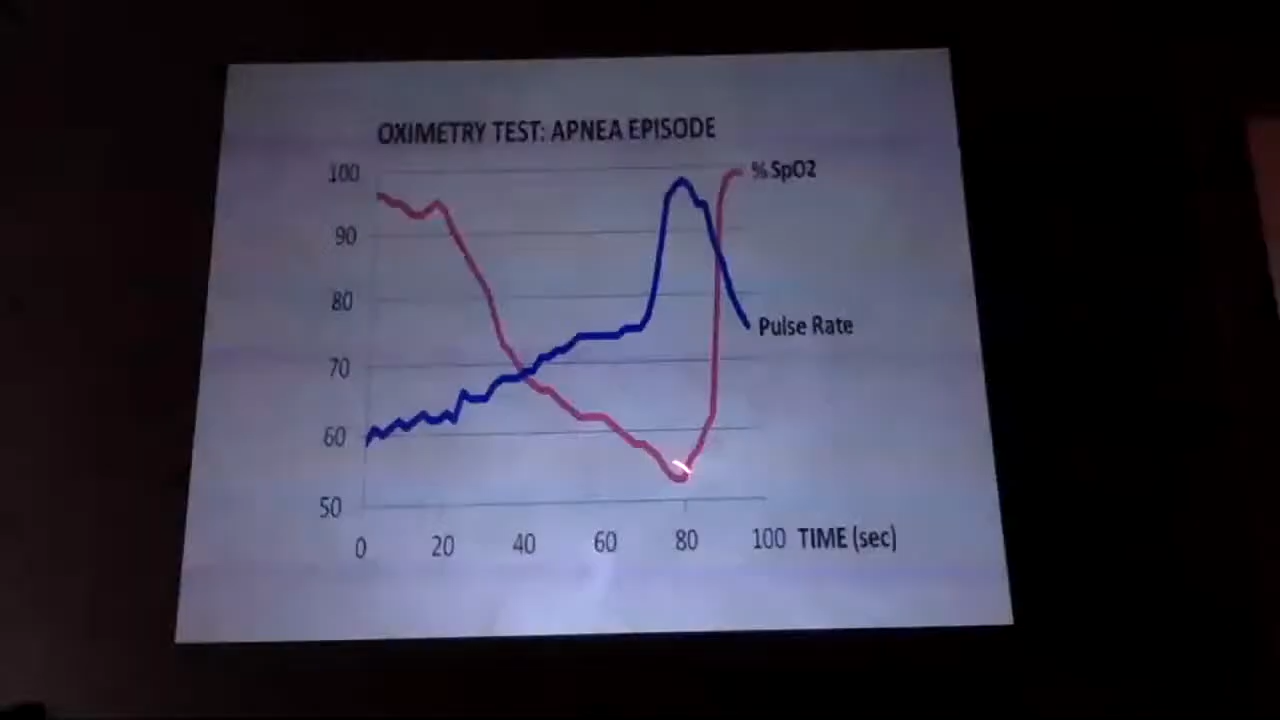 OXIMETRY TEST: APNEA EPISODE
100
% SpO2
90
80
Pulse Rate
70
60
50
0 20 40 60 80 100 TIME (sec)